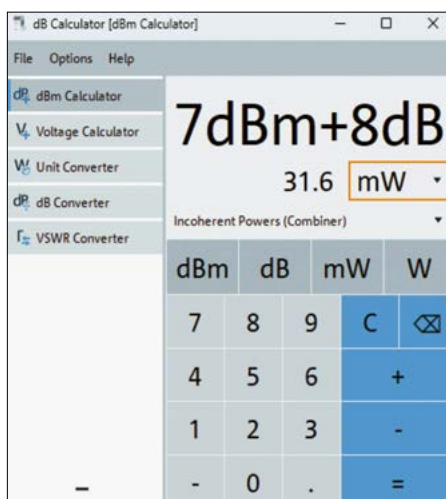 dB Calculator [dBm Calculator]
File Options Help
dBm Calculator
Voltage Calculator
Unit Converter
dB Converter
VSWR Converter
7dBm+8dB
31.6 mW
Incoherent Powers (Combiner)
dBm dB mW W
7 8 9 C
4 5 6 +
1 2 3 -
- 0 . =